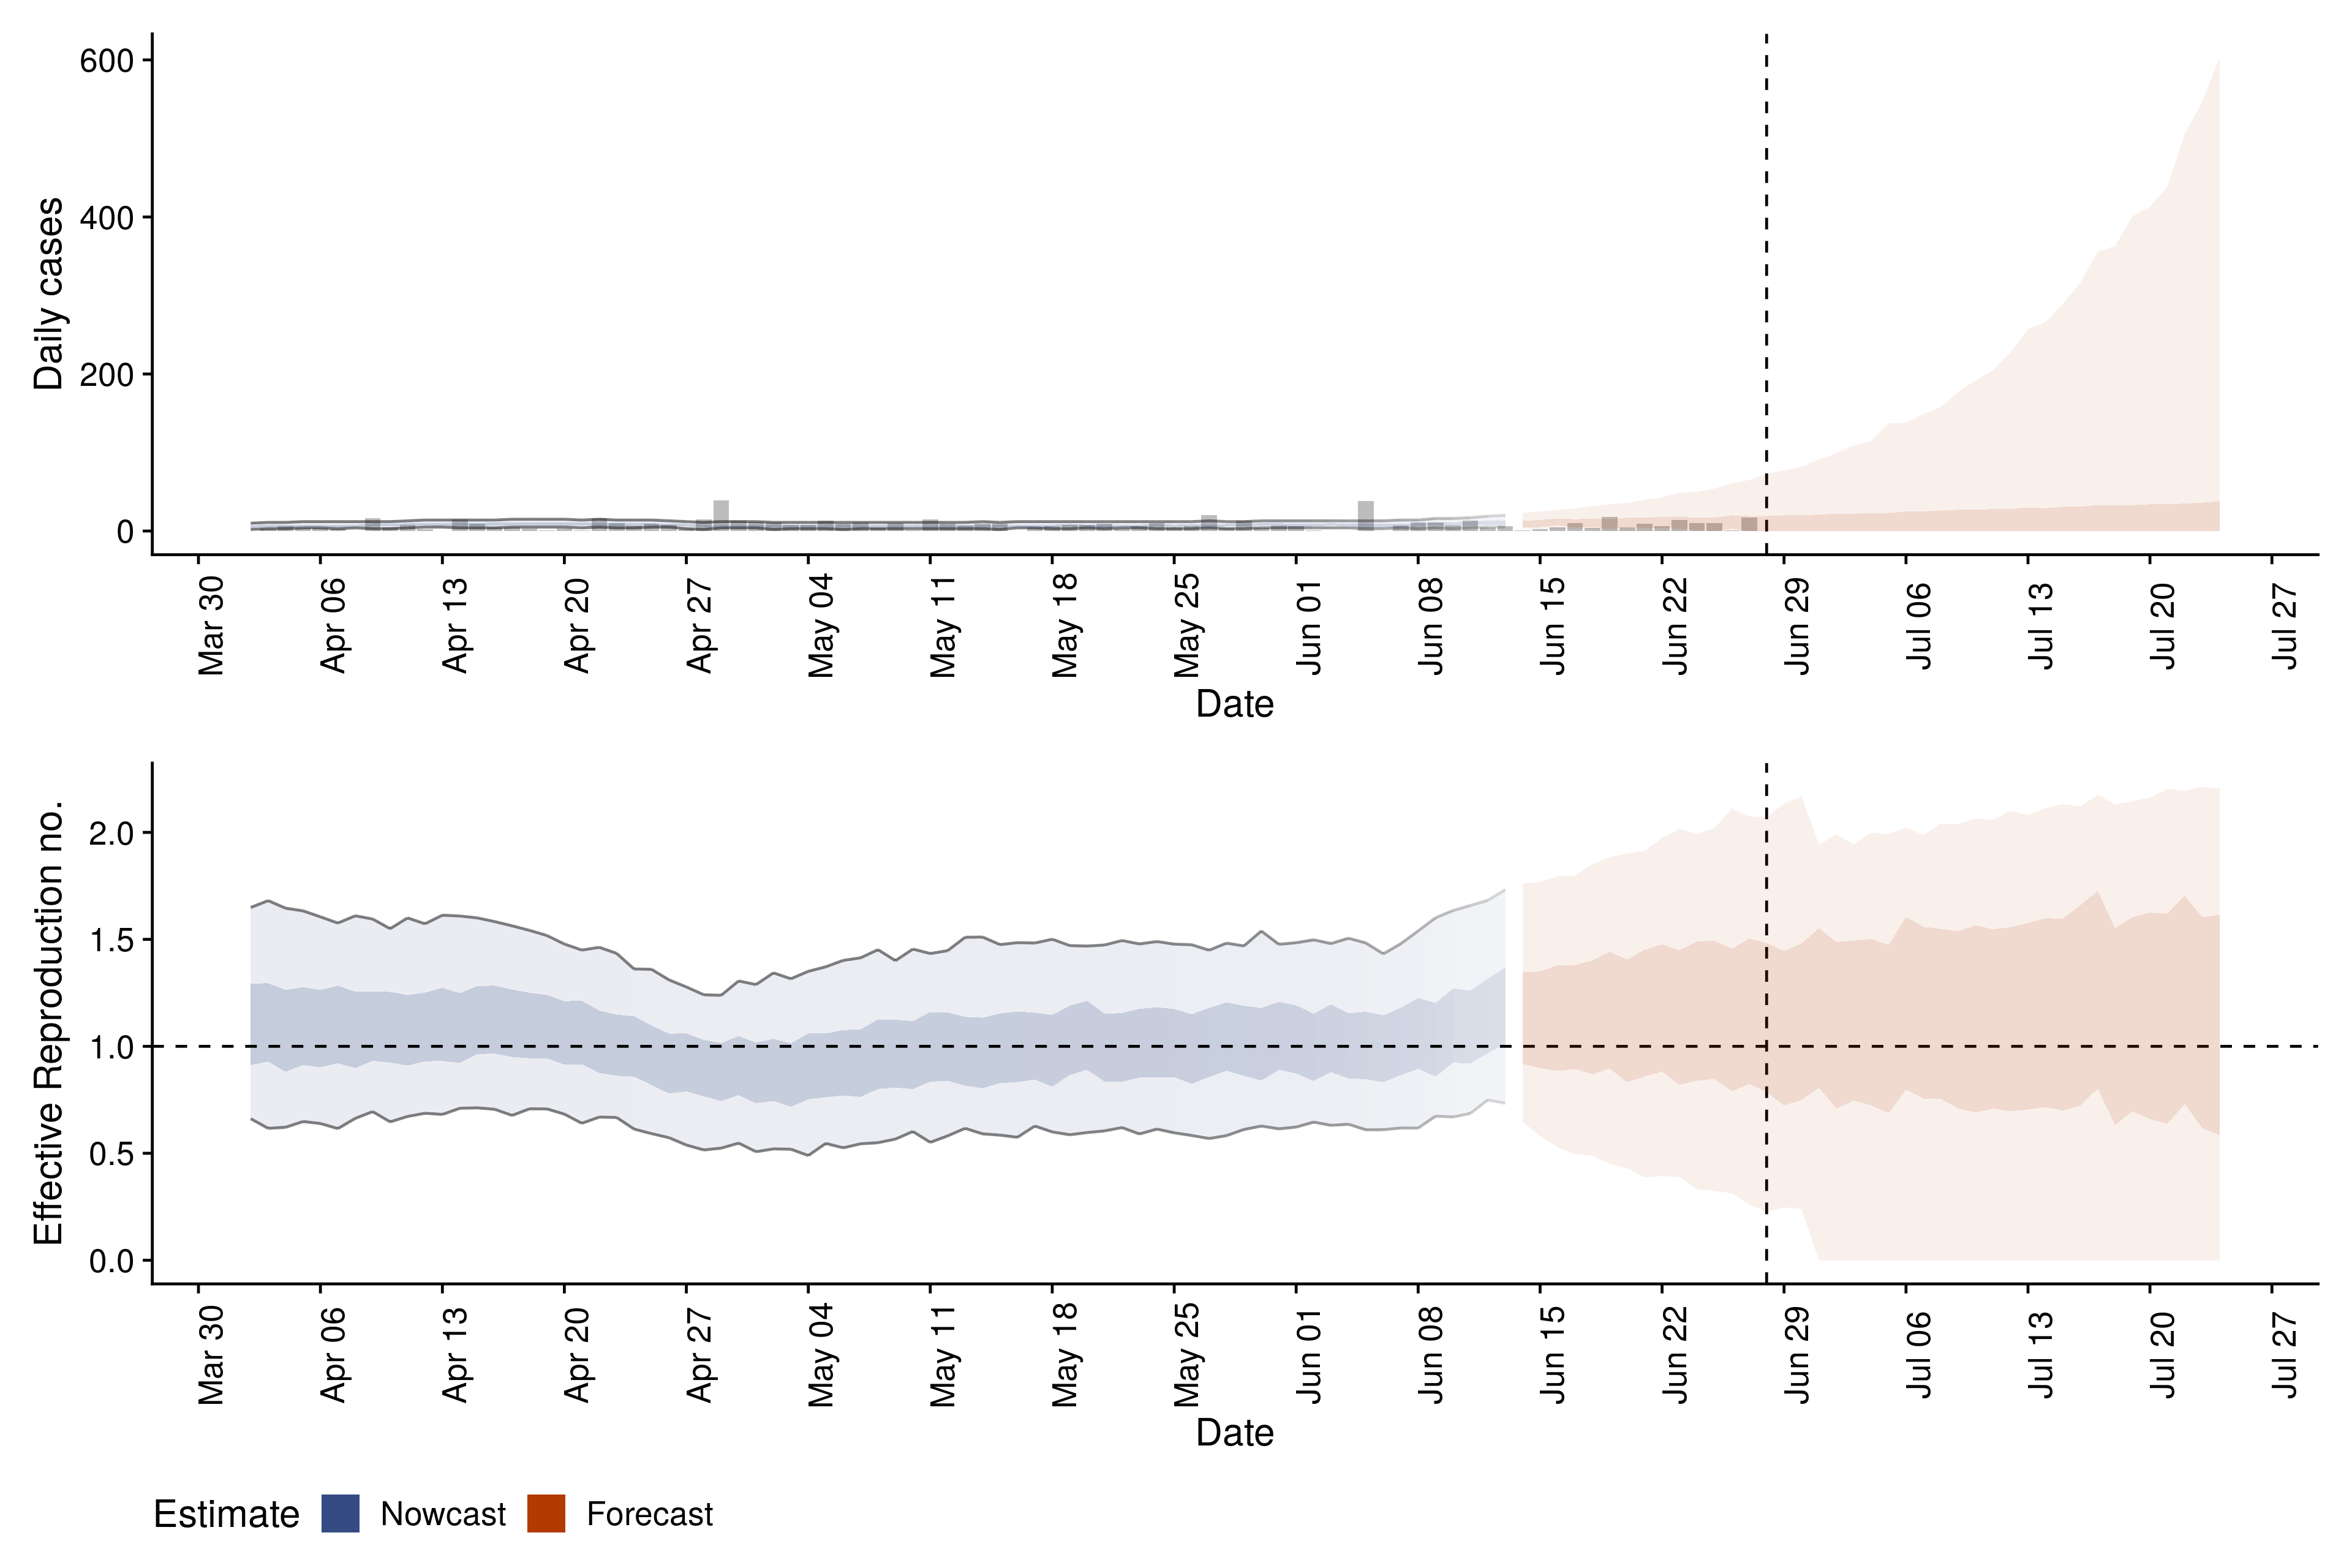 600
400
200
0
Daily cases
Mar 30 Apr 06 Apr 13 Apr 20 Apr 27 May 04 May 11 May 18 May 25 Jun 01 Jun 08 Jun 15 Jun 22 Jun 29 Jul 06 Jul 13 Jul 20 Jul 27
Date
2.0
1.5
1.0
0.5
0.0
Effective Reproduction no.
Mar 30 Apr 06 Apr 13 Apr 20 Apr 27 May 04 May 11 May 18 May 25 Jun 01 Jun 08 Jun 15 Jun 22 Jun 29 Jul 06 Jul 13 Jul 20 Jul 27
Date
Estimate Nowcast Forecast